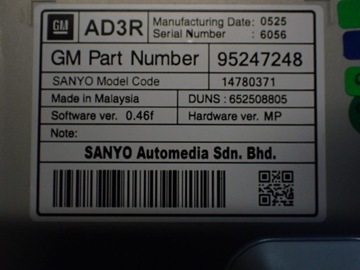 GM AD3R Manufacturing Date: 0525
Serial Number : 6056
GM Part Number 95247248
SANYO Model Code 14780371
Made in Malaysia DUNS : 652508805
Software ver. 0.46f Hardware ver. MP
Note:
SANYO Automedia Sdn. Bhd.